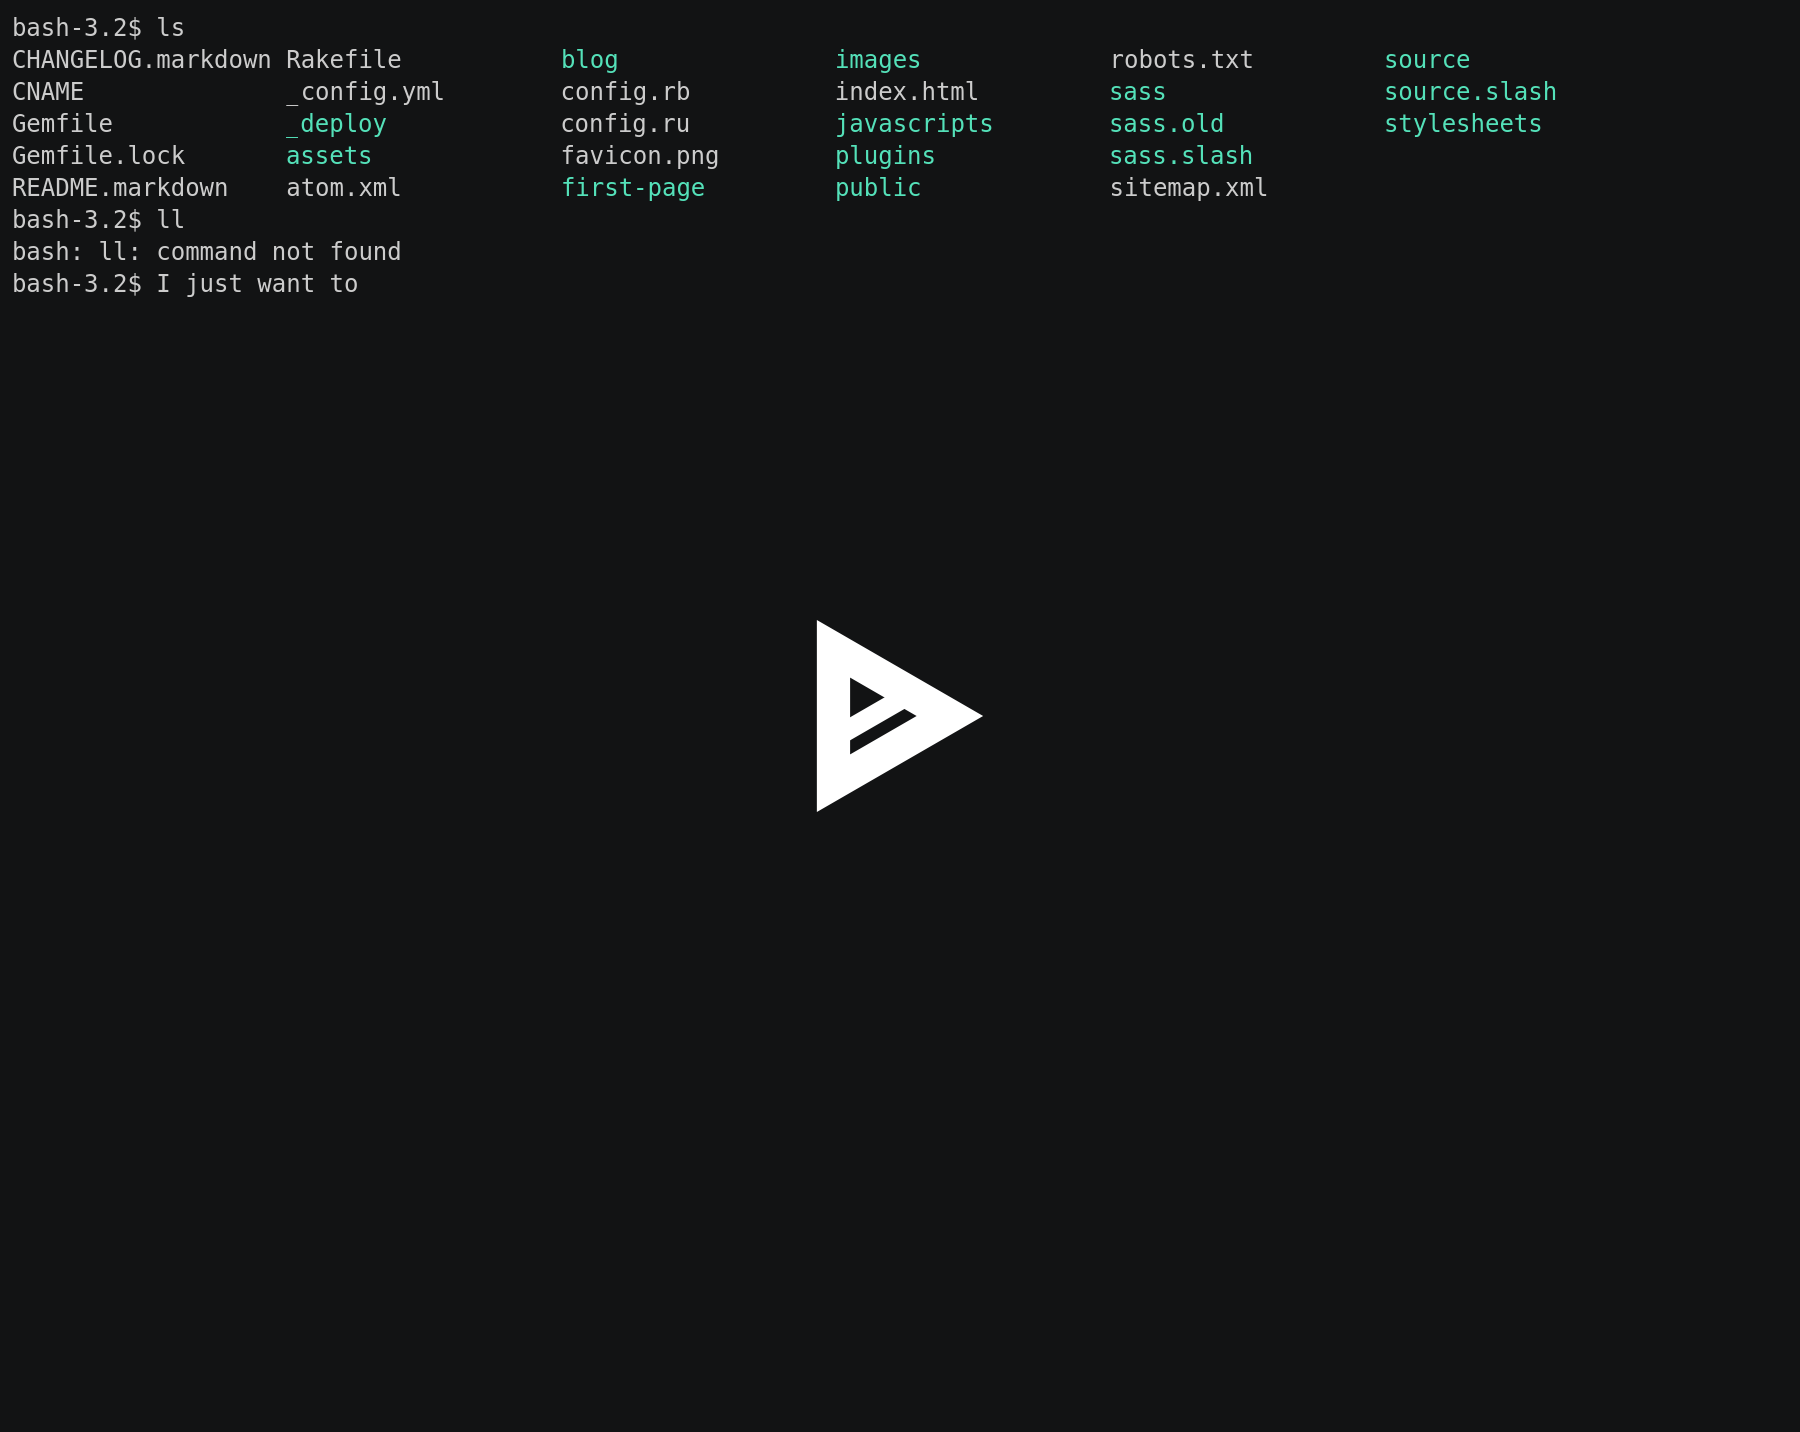 bash-3.2$ ls
CHANGELOG.markdown Rakefile           blog               images             robots.txt         source
CNAME              _config.yml        config.rb          index.html         sass               source.slash
Gemfile            _deploy            config.ru          javascripts        sass.old           stylesheets
Gemfile.lock       assets             favicon.png        plugins            sass.slash
README.markdown    atom.xml           first-page         public             sitemap.xml
bash-3.2$ ll
bash: ll: command not found
bash-3.2$ I just want to